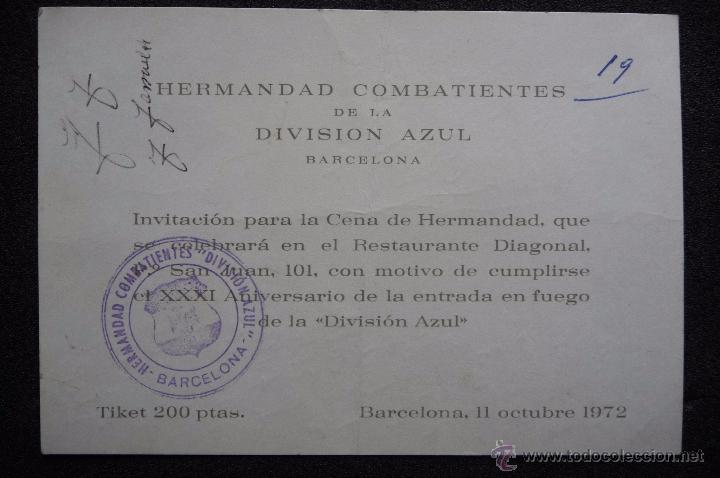 19
HERMANDAD COMBATIENTES
DE LA
DIVISION AZUL
BARCELONA
Invitación para la Cena de Hermandad, que
se celebrará en el Restaurante Diagonal,
San Juan, 101, con motivo de cumplirse
el XXXI Aniversario de la entrada en fuego
de la «División Azul»
HERMANDAD COMBATIENTES "DIVISIÓN AZUL"
- BARCELONA -
Tiket 200 ptas.
Barcelona, 11 octubre 1972
© todocoleccion.net